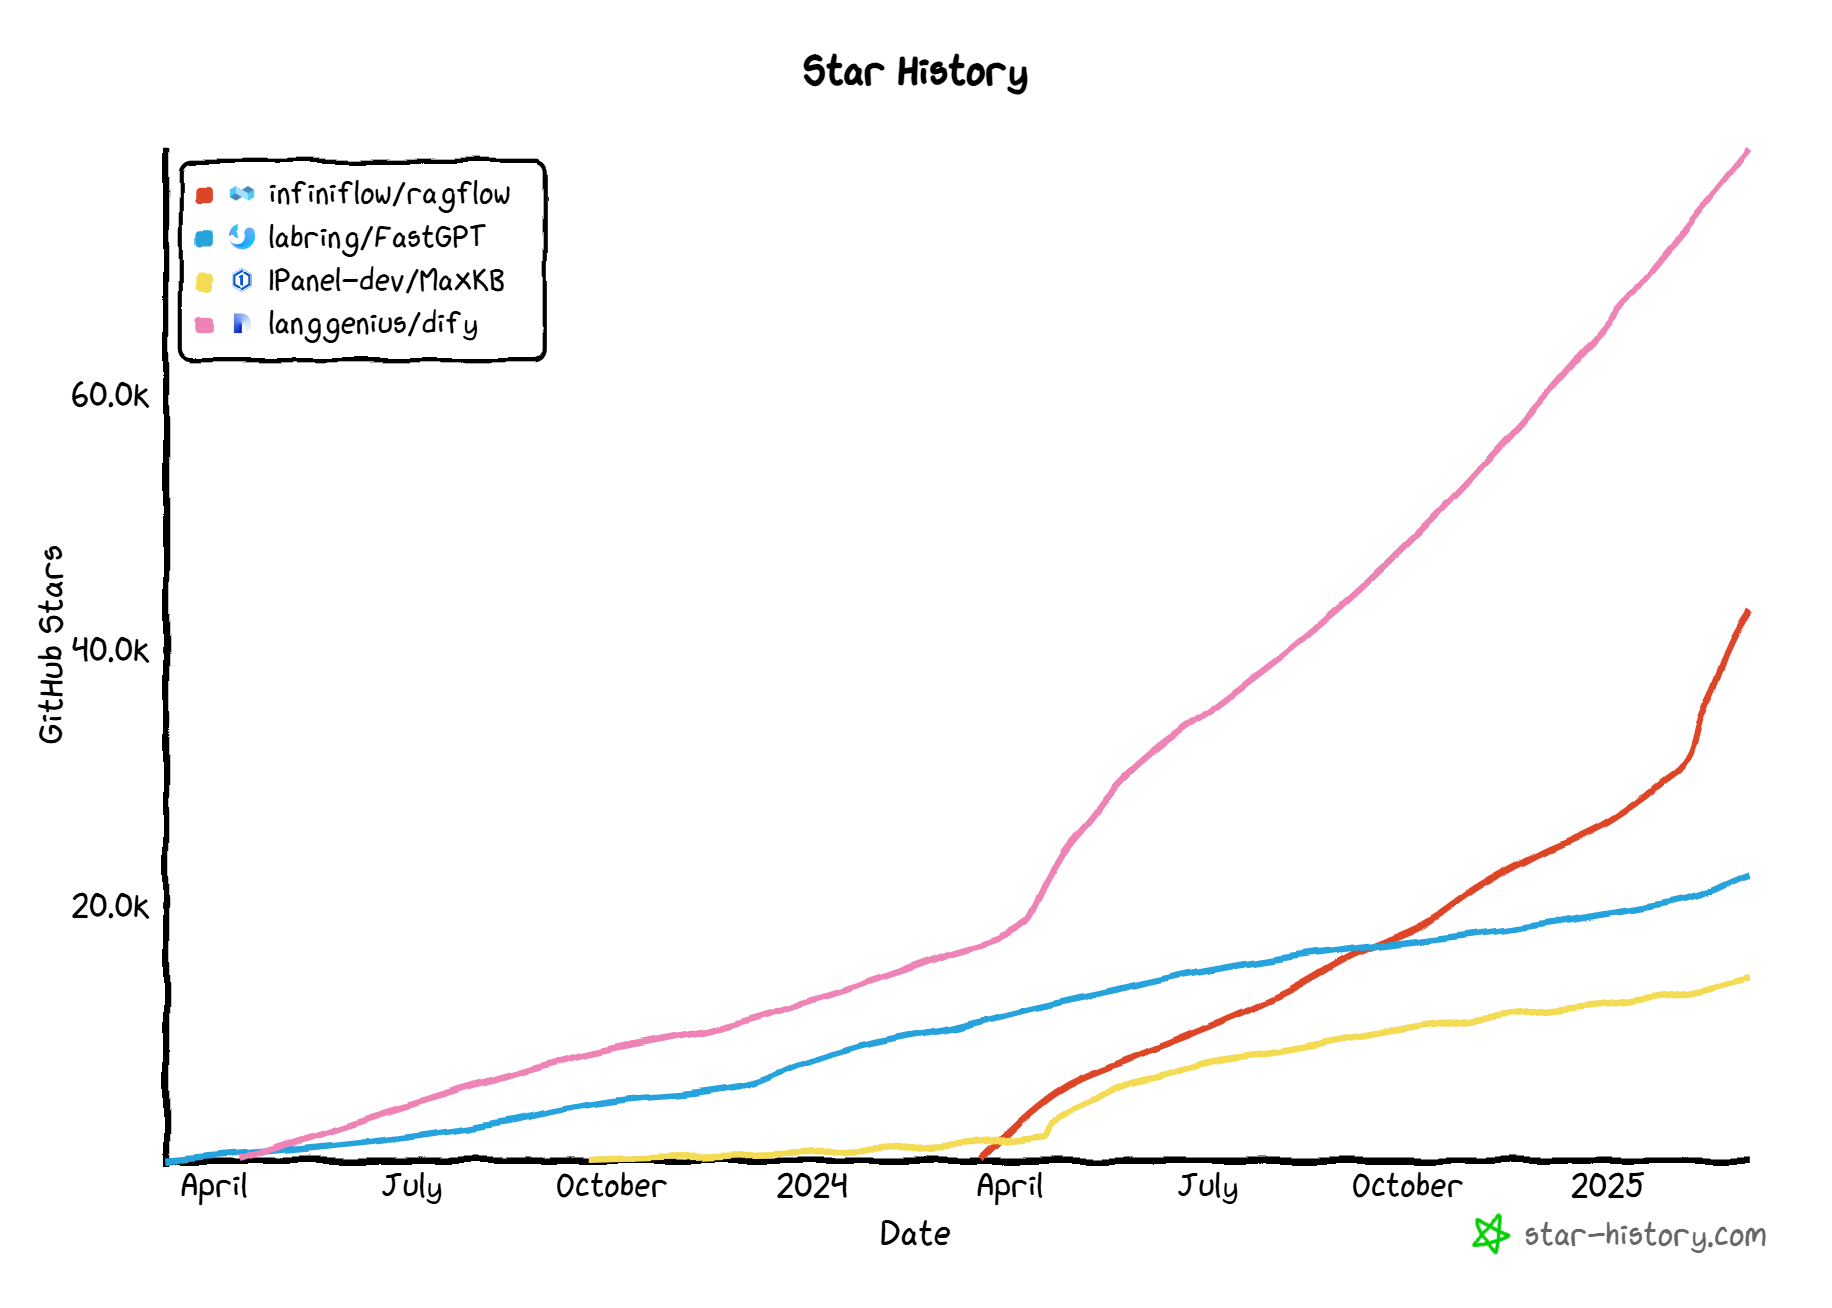 Star History
infiniflow/ragflow
labring/FastGPT
1Panel-dev/MaxKB
langgenius/dify
60.0k
40.0k
20.0k
GitHub Stars
April July October 2024 April July October 2025
Date
star-history.com